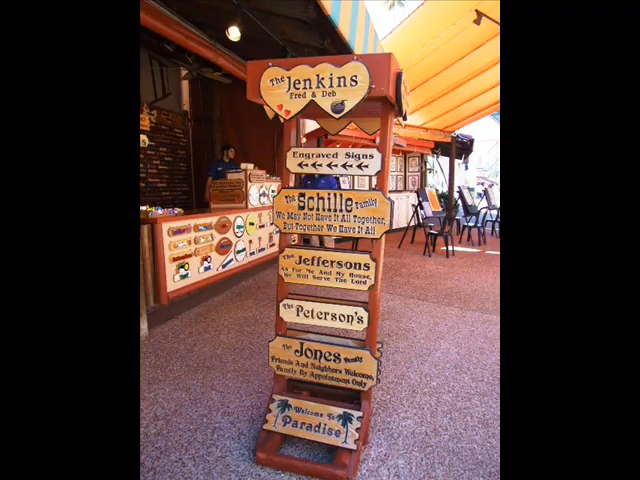 The Jenkins
Fred & Deb
Engraved Signs
The Schille Family
We May Not Have It All Together,
But Together We Have It All
The Jeffersons
As For Me And My House,
We Will Serve The Lord
The Peterson's
The Jones Family
Friends And Neighbors Welcome,
Family By Appointment Only
Welcome To
Paradise